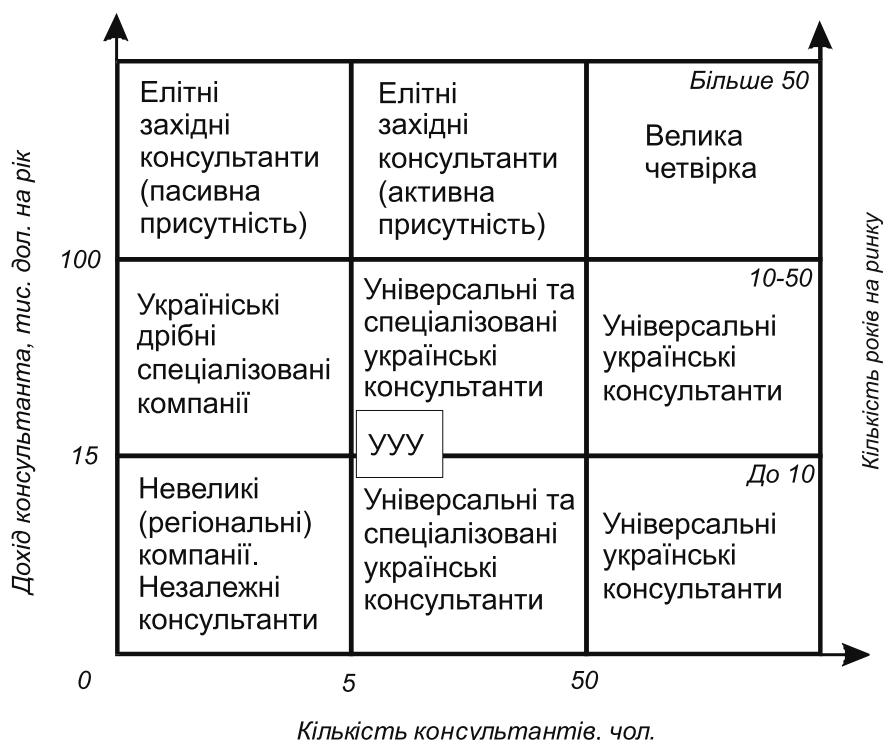 Більше 50
Елітні
західні
консультанти
(пасивна
присутність)
Елітні
західні
консультанти
(активна
присутність)
Велика
четвірка
100
10-50
Україніські
дрібні
спеціалізовані
компанії
Універсальні та
спеціалізовані
українські
консультанти
Універсальні
українські
консультанти
УУУ
15
До 10
Невеликі
(регіональні)
компанії.
Незалежні
консультанти
Універсальні та
спеціалізовані
українські
консультанти
Універсальні
українські
консультанти
0
5
50
Дохід консультанта, тис. дол. на рік
Кількість років на ринку
Кількість консультантів, чол.